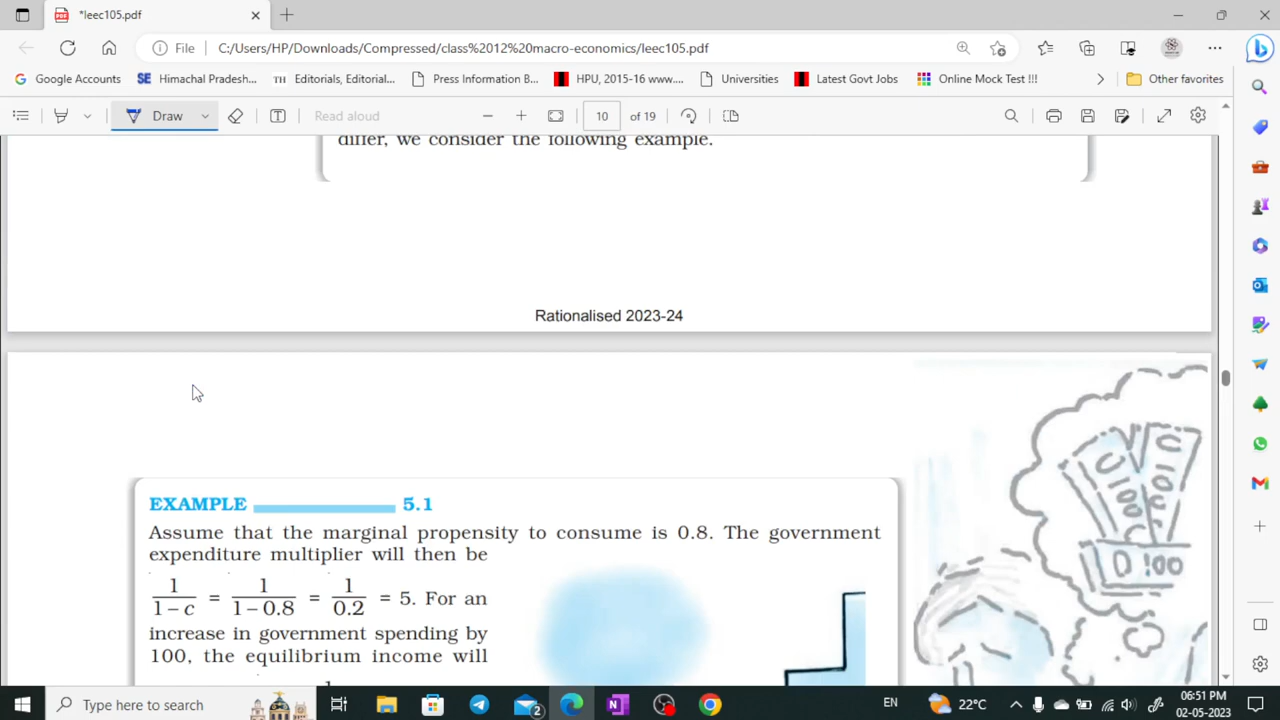 *leec105.pdf
File
C:/Users/HP/Downloads/Compressed/class%2012%20macro-economics/leec105.pdf
Google Accounts
SE Himachal Pradesh...
TH Editorials, Editorial...
Press Information B...
HPU, 2015-16 www....
Universities
Latest Govt Jobs
Online Mock Test !!!
Other favorites
Draw
Read aloud
10 of 19
differ, we consider the following example.
Rationalised 2023-24
EXAMPLE 5.1
Assume that the marginal propensity to consume is 0.8. The government
expenditure multiplier will then be
1/(1 – c) = 1/(1 – 0.8) = 1/0.2 = 5. For an
increase in government spending by
100, the equilibrium income will
1
100
Type here to search
2
22°C
EN
06:51 PM
02-05-2023